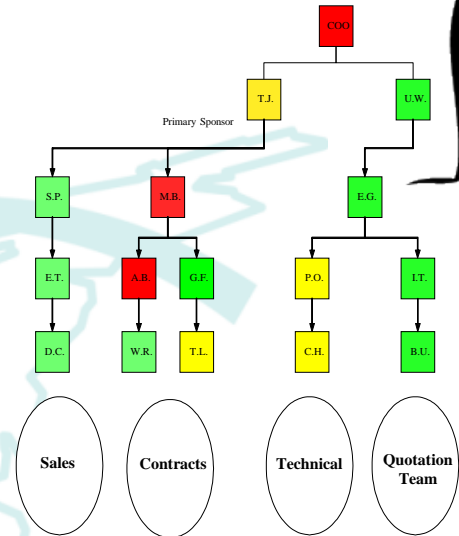 COO
T.J.
U.W.
Primary Sponsor
S.P.
M.B.
E.G.
E.T.
A.B.
G.F.
P.O.
I.T.
D.C.
W.R.
T.L.
C.H.
B.U.
Sales
Contracts
Technical
Quotation
Team